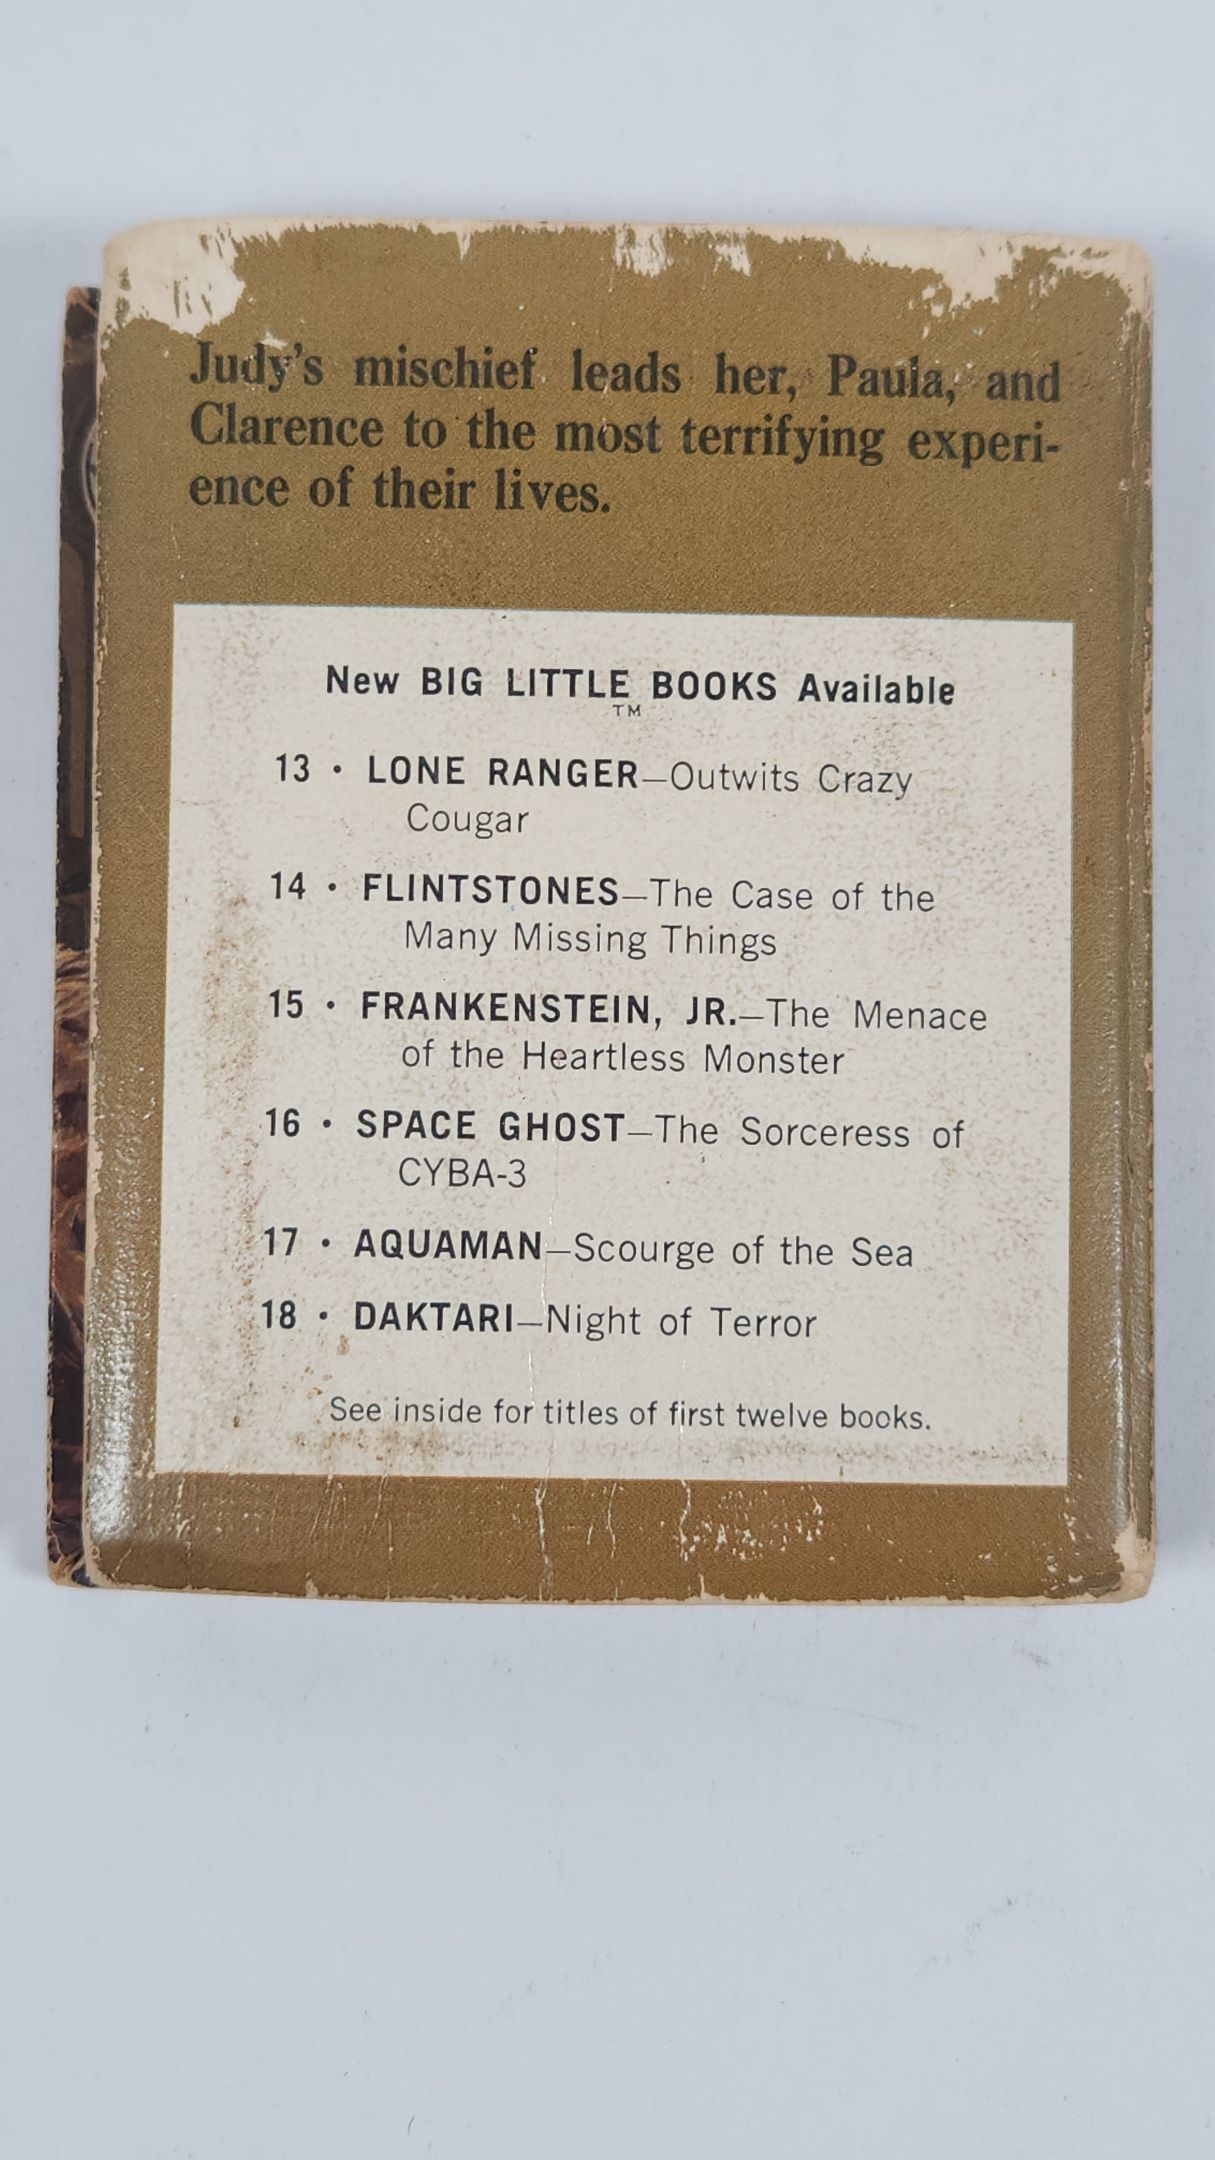 Judy's mischief leads her, Paula, and
Clarence to the most terrifying experi-
ence of their lives.
New BIG LITTLE BOOKS Available
TM
13 • LONE RANGER—Outwits Crazy
Cougar
14 • FLINTSTONES—The Case of the
Many Missing Things
15 • FRANKENSTEIN, JR.—The Menace
of the Heartless Monster
16 • SPACE GHOST—The Sorceress of
CYBA-3
17 • AQUAMAN—Scourge of the Sea
18 • DAKTARI—Night of Terror
See inside for titles of first twelve books.